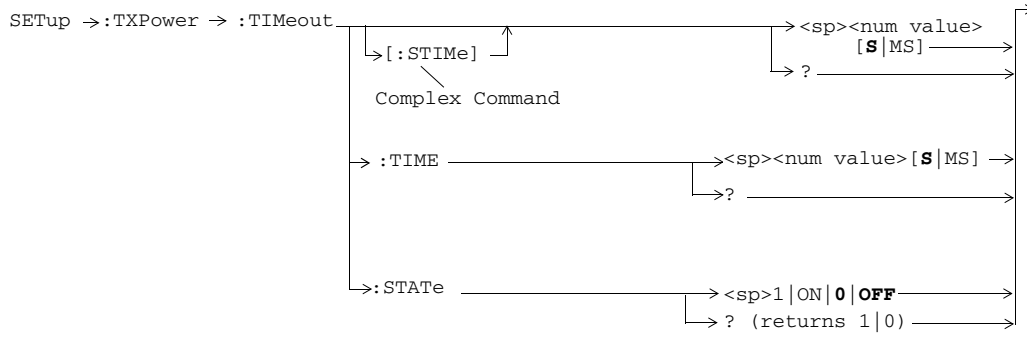 SETup :TXPower :TIMeout <sp><num value>
[:STIMe] [S|MS]
?
Complex Command
:TIME <sp><num value>[S|MS]
?
:STATe <sp>1|ON|0|OFF
? (returns 1|0)